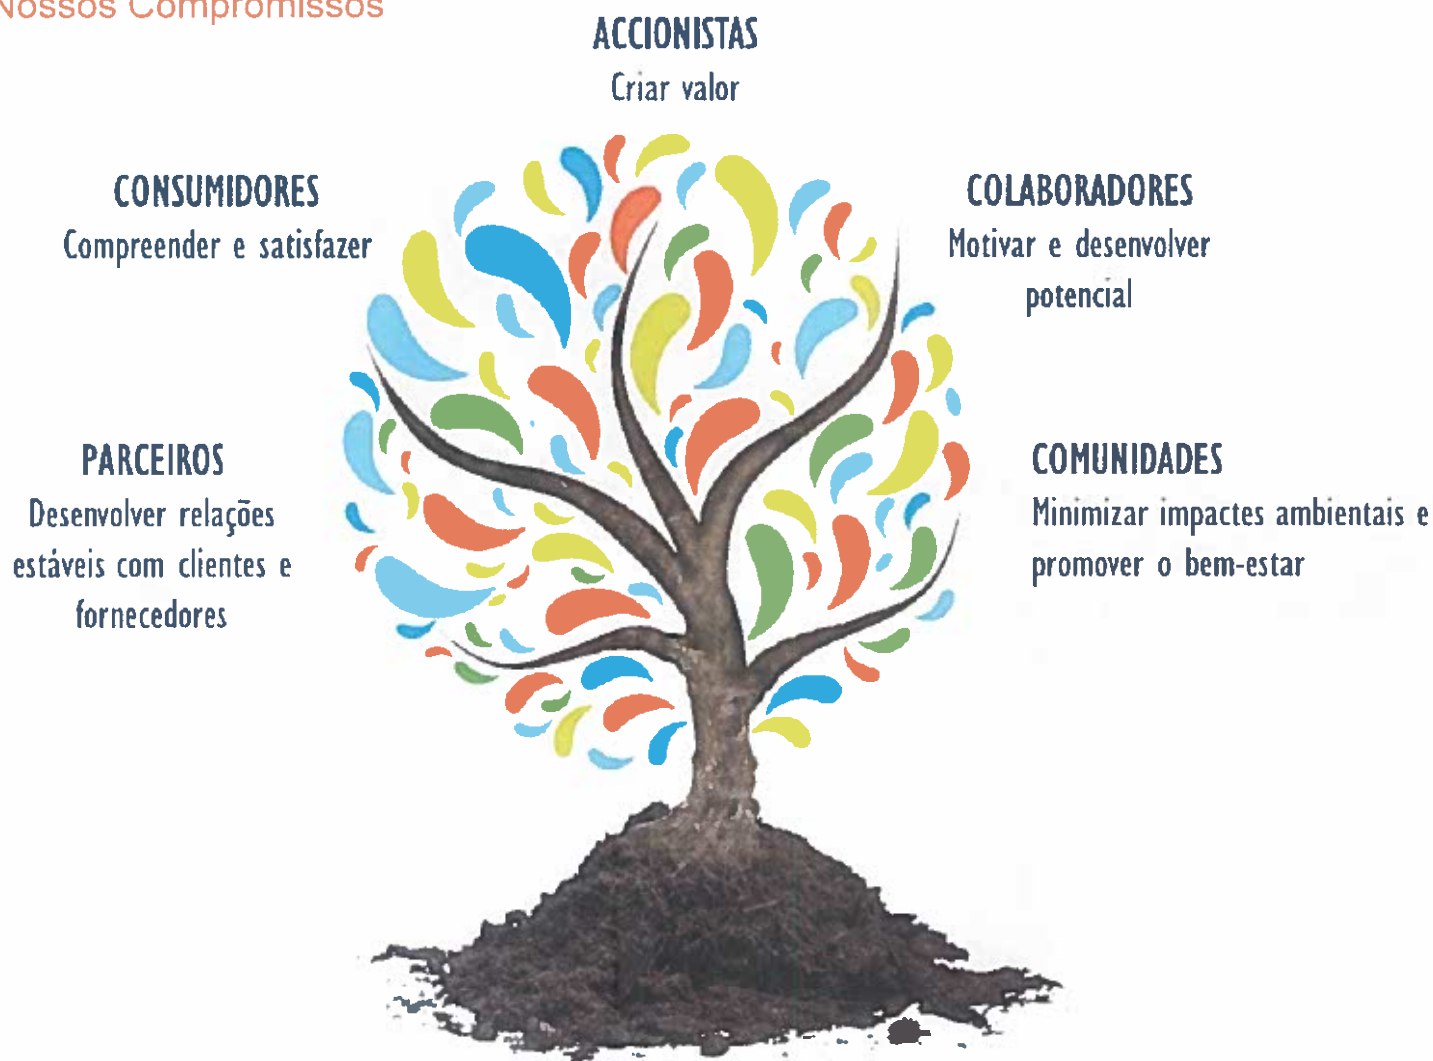 Nossos Compromissos
ACCIONISTAS
Criar valor
CONSUMIDORES
Compreender e satisfazer
COLABORADORES
Motivar e desenvolver
potencial
PARCEIROS
Desenvolver relações
estáveis com clientes e
fornecedores
COMUNIDADES
Minimizar impactes ambientais e
promover o bem-estar